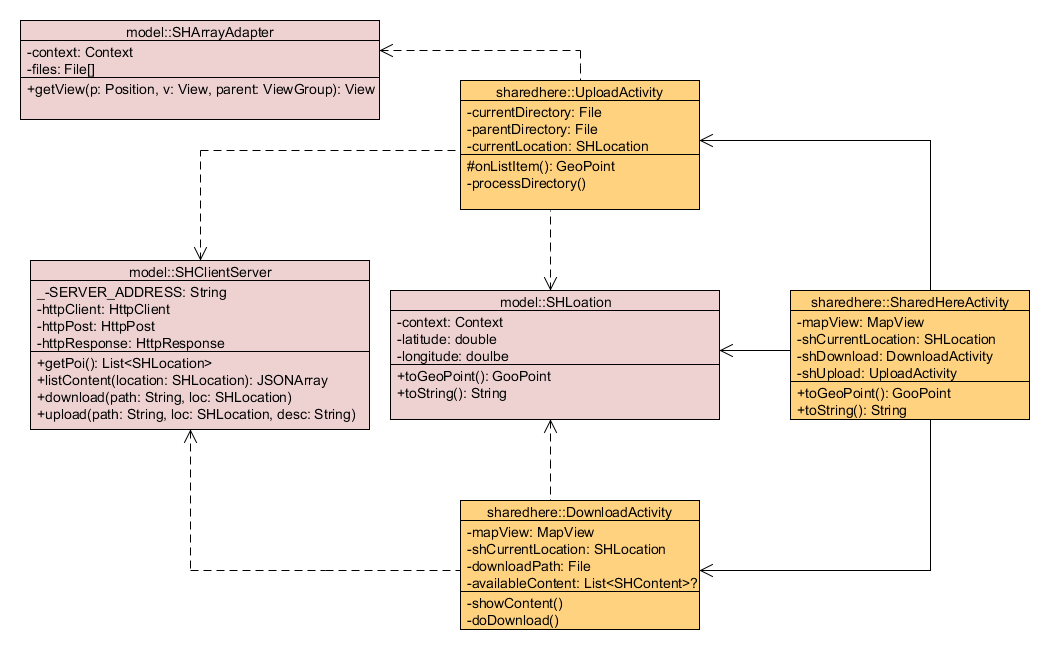 model::SHArrayAdapter
-context: Context
-files: File[]
+getView(p: Position, v: View, parent: ViewGroup): View
sharedhere::UploadActivity
-currentDirectory: File
-parentDirectory: File
-currentLocation: SHLocation
#onListItem(): GeoPoint
-processDirectory()
model::SHClientServer
_-SERVER_ADDRESS: String
-httpClient: HttpClient
-httpPost: HttpPost
-httpResponse: HttpResponse
+getPoi(): List<SHLocation>
+listContent(location: SHLocation): JSONArray
+download(path: String, loc: SHLocation)
+upload(path: String, loc: SHLocation, desc: String)
model::SHLoation
-context: Context
-latitude: double
-longitude: doulbe
+toGeoPoint(): GooPoint
+toString(): String
sharedhere::SharedHereActivity
-mapView: MapView
-shCurrentLocation: SHLocation
-shDownload: DownloadActivity
-shUpload: UploadActivity
+toGeoPoint(): GooPoint
+toString(): String
sharedhere::DownloadActivity
-mapView: MapView
-shCurrentLocation: SHLocation
-downloadPath: File
-availableContent: List<SHContent>?
-showContent()
-doDownload()